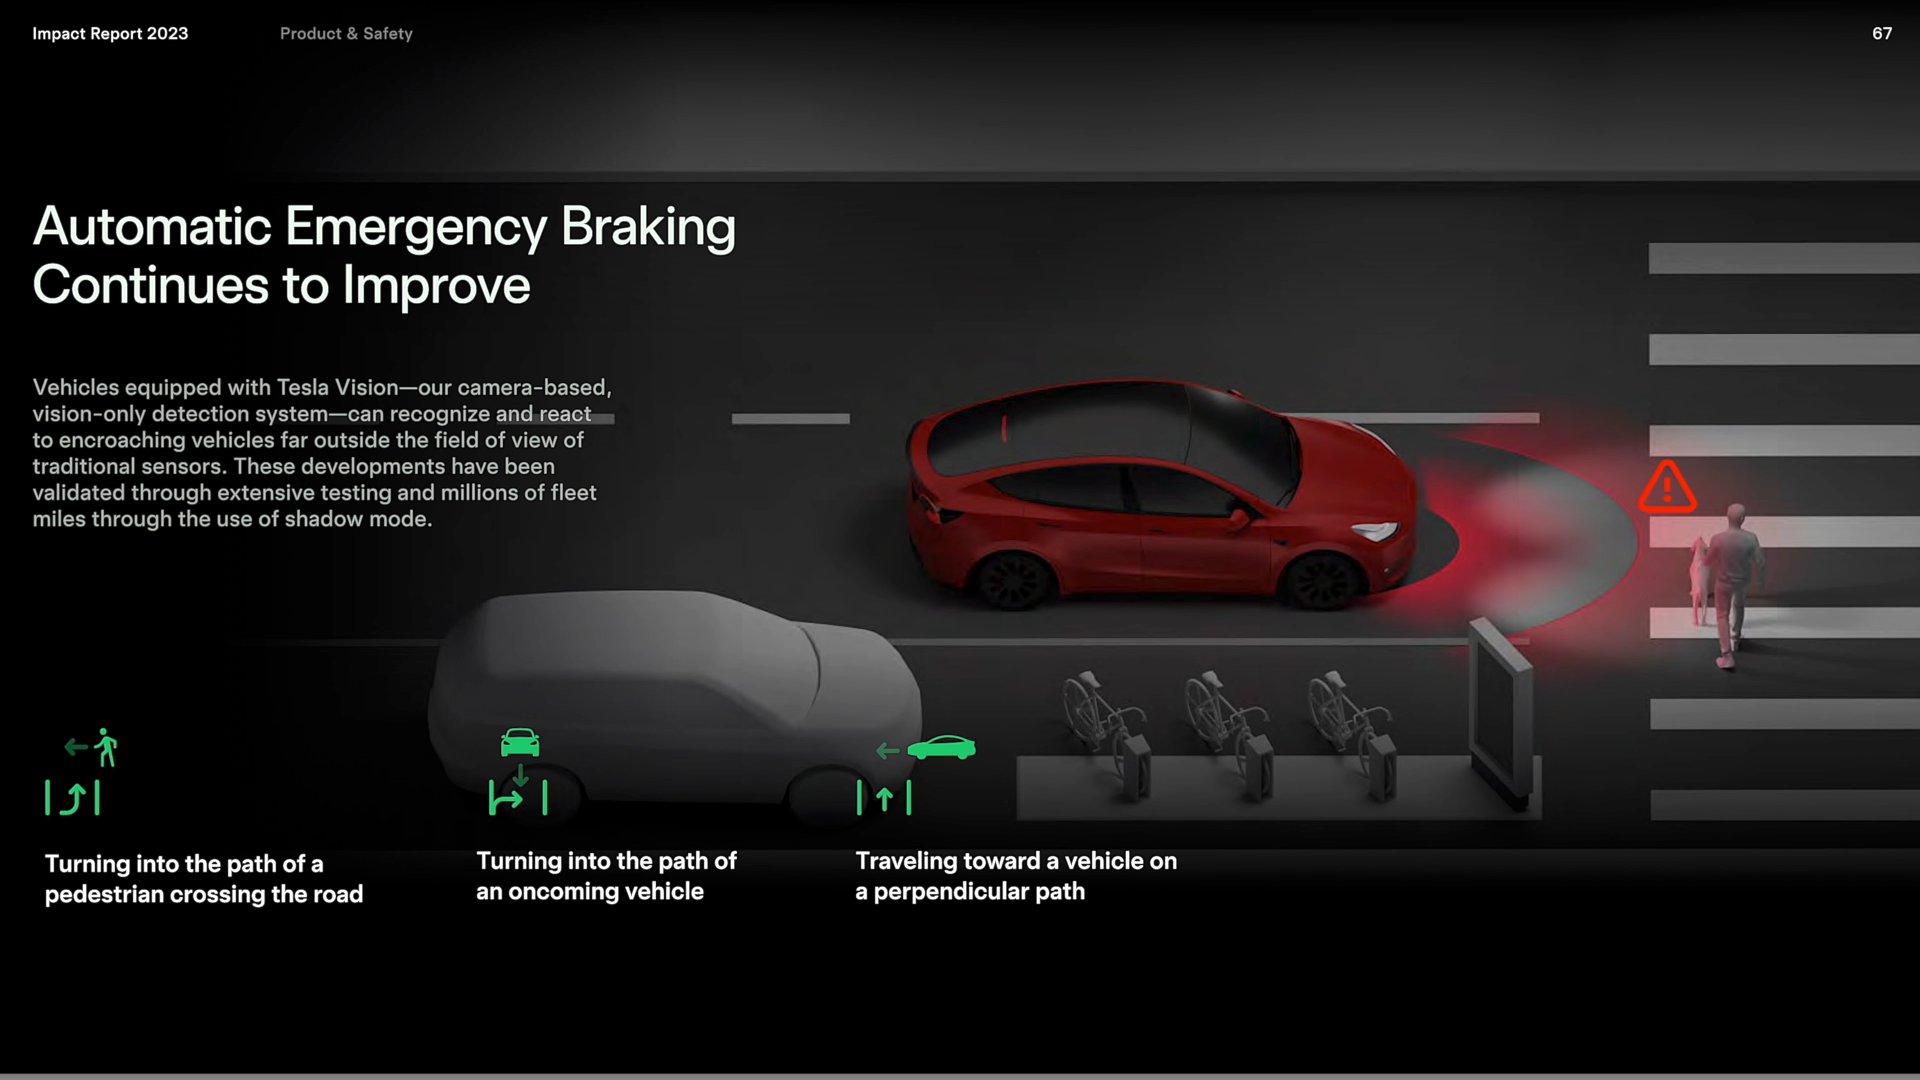 Impact Report 2023
Product & Safety
67
Automatic Emergency Braking
Continues to Improve
Vehicles equipped with Tesla Vision—our camera-based,
vision-only detection system—can recognize and react
to encroaching vehicles far outside the field of view of
traditional sensors. These developments have been
validated through extensive testing and millions of fleet
miles through the use of shadow mode.
Turning into the path of a
pedestrian crossing the road
Turning into the path of
an oncoming vehicle
Traveling toward a vehicle on
a perpendicular path